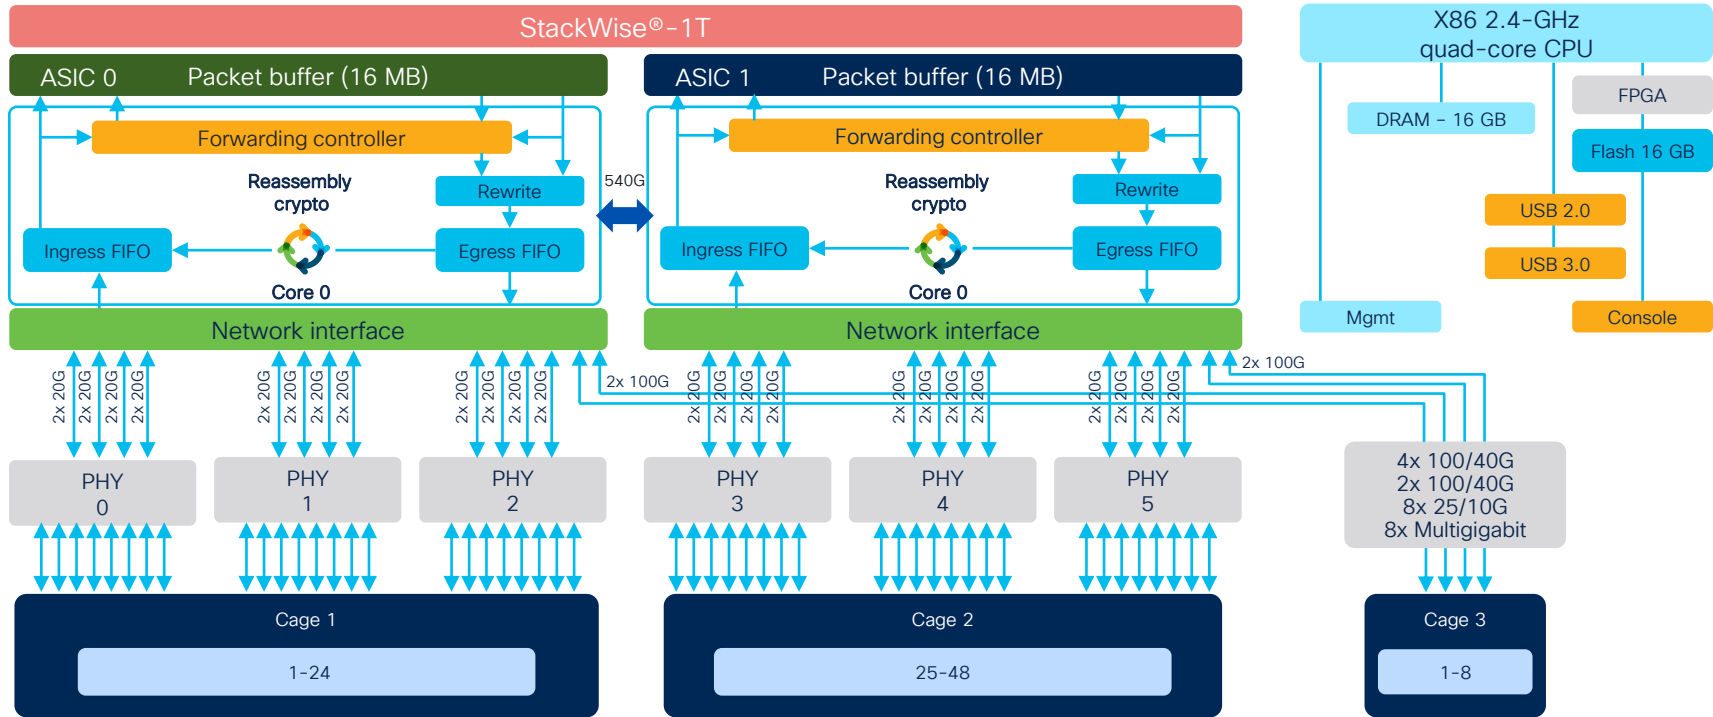 StackWise®-1T
ASIC 0 Packet buffer (16 MB)
Forwarding controller
Reassembly
crypto
Rewrite
Ingress FIFO
Egress FIFO
Core 0
Network interface
540G
ASIC 1 Packet buffer (16 MB)
Forwarding controller
Reassembly
crypto
Rewrite
Ingress FIFO
Egress FIFO
Core 0
Network interface
X86 2.4-GHz
quad-core CPU
FPGA
DRAM - 16 GB
Flash 16 GB
USB 2.0
USB 3.0
Mgmt
Console
2x 20G
2x 20G
2x 20G
2x 20G
2x 20G
2x 20G
2x 20G
2x 20G
2x 20G
2x 20G
2x 20G
2x 20G
2x 100G
2x 20G
2x 20G
2x 20G
2x 20G
2x 20G
2x 20G
2x 20G
2x 20G
2x 20G
2x 20G
2x 20G
2x 20G
2x 100G
PHY
0
PHY
1
PHY
2
PHY
3
PHY
4
PHY
5
4x 100/40G
2x 100/40G
8x 25/10G
8x Multigigabit
Cage 1
1-24
Cage 2
25-48
Cage 3
1-8